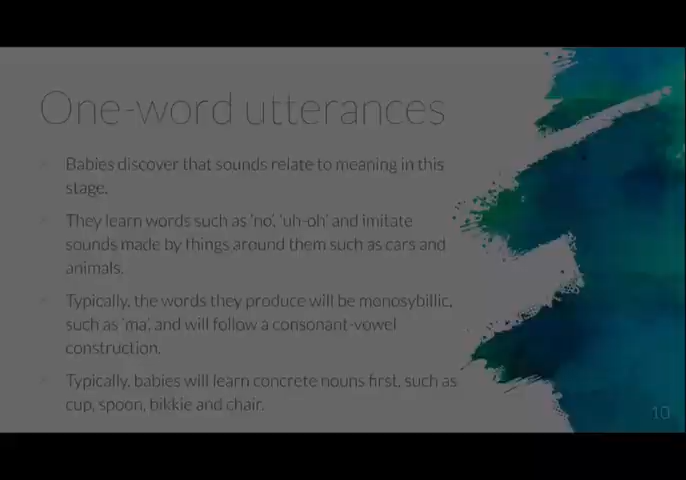 One-word utterances
Babies discover that sounds relate to meaning in this
stage.
They learn words such as ‘no’, ‘uh-oh’ and imitate
sounds made by things around them such as cars and
animals.
Typically, the words they produce will be monosybillic,
such as ‘ma’, and will follow a consonant-vowel
construction.
Typically, babies will learn concrete nouns first, such as
cup, spoon, bikkie and chair.
10